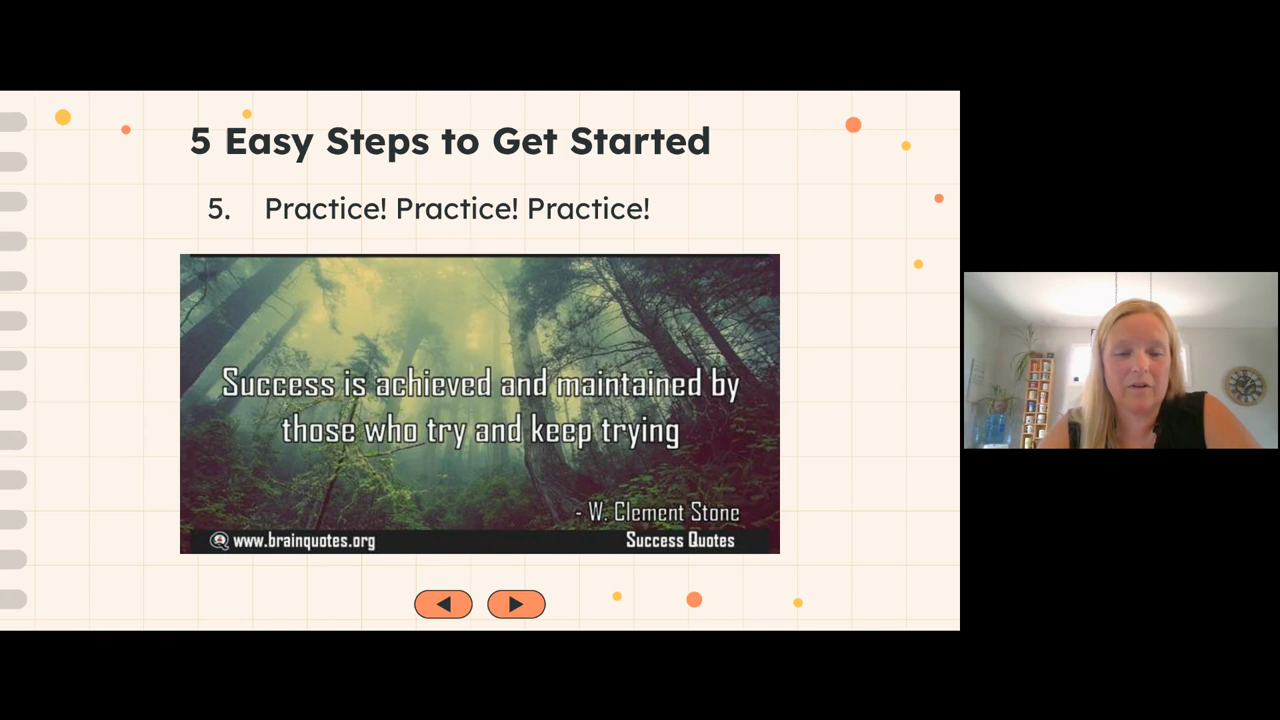 5 Easy Steps to Get Started
5. Practice! Practice! Practice!
Success is achieved and maintained by
those who try and keep trying
- W. Clement Stone
www.brainquotes.org
Success Quotes